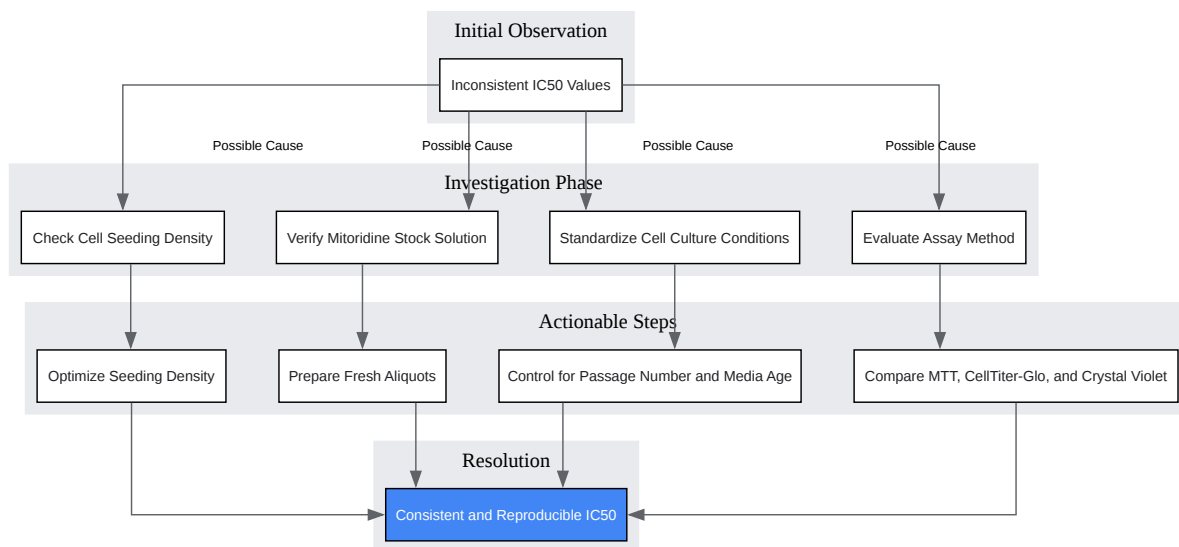 Initial Observation
Inconsistent IC50 Values
Possible Cause
Possible Cause
Possible Cause
Possible Cause
Investigation Phase
Check Cell Seeding Density
Verify Mitoridine Stock Solution
Standardize Cell Culture Conditions
Evaluate Assay Method
Actionable Steps
Optimize Seeding Density
Prepare Fresh Aliquots
Control for Passage Number and Media Age
Compare MTT, CellTiter-Glo, and Crystal Violet
Resolution
Consistent and Reproducible IC50